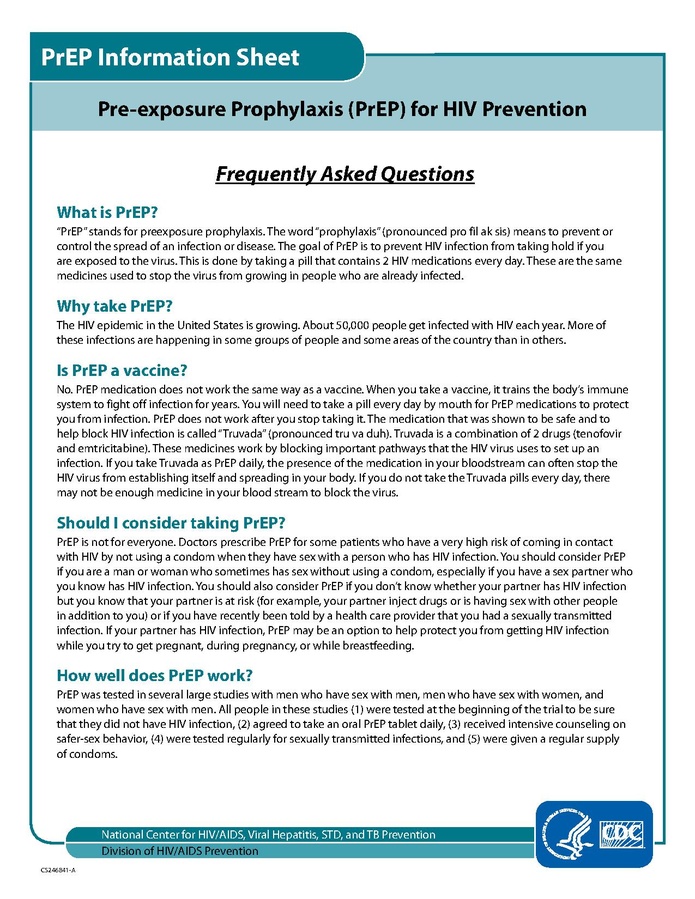 PrEP Information Sheet
Pre-exposure Prophylaxis (PrEP) for HIV Prevention
Frequently Asked Questions
What is PrEP?
“PrEP” stands for preexposure prophylaxis. The word “prophylaxis” (pronounced pro fil ak sis) means to prevent or
control the spread of an infection or disease. The goal of PrEP is to prevent HIV infection from taking hold if you
are exposed to the virus. This is done by taking a pill that contains 2 HIV medications every day. These are the same
medicines used to stop the virus from growing in people who are already infected.
Why take PrEP?
The HIV epidemic in the United States is growing. About 50,000 people get infected with HIV each year. More of
these infections are happening in some groups of people and some areas of the country than in others.
Is PrEP a vaccine?
No. PrEP medication does not work the same way as a vaccine. When you take a vaccine, it trains the body’s immune
system to fight off infection for years. You will need to take a pill every day by mouth for PrEP medications to protect
you from infection. PrEP does not work after you stop taking it. The medication that was shown to be safe and to
help block HIV infection is called “Truvada” (pronounced tru va duh). Truvada is a combination of 2 drugs (tenofovir
and emtricitabine). These medicines work by blocking important pathways that the HIV virus uses to set up an
infection. If you take Truvada as PrEP daily, the presence of the medication in your bloodstream can often stop the
HIV virus from establishing itself and spreading in your body. If you do not take the Truvada pills every day, there
may not be enough medicine in your blood stream to block the virus.
Should I consider taking PrEP?
PrEP is not for everyone. Doctors prescribe PrEP for some patients who have a very high risk of coming in contact
with HIV by not using a condom when they have sex with a person who has HIV infection. You should consider PrEP
if you are a man or woman who sometimes has sex without using a condom, especially if you have a sex partner who
you know has HIV infection. You should also consider PrEP if you don’t know whether your partner has HIV infection
but you know that your partner is at risk (for example, your partner inject drugs or is having sex with other people
in addition to you) or if you have recently been told by a health care provider that you had a sexually transmitted
infection. If your partner has HIV infection, PrEP may be an option to help protect you from getting HIV infection
while you try to get pregnant, during pregnancy, or while breastfeeding.
How well does PrEP work?
PrEP was tested in several large studies with men who have sex with men, men who have sex with women, and
women who have sex with men. All people in these studies (1) were tested at the beginning of the trial to be sure
that they did not have HIV infection, (2) agreed to take an oral PrEP tablet daily, (3) received intensive counseling on
safer-sex behavior, (4) were tested regularly for sexually transmitted infections, and (5) were given a regular supply
of condoms.
National Center for HIV/AIDS, Viral Hepatitis, STD, and TB Prevention
Division of HIV/AIDS Prevention
CDC
CS246841-A